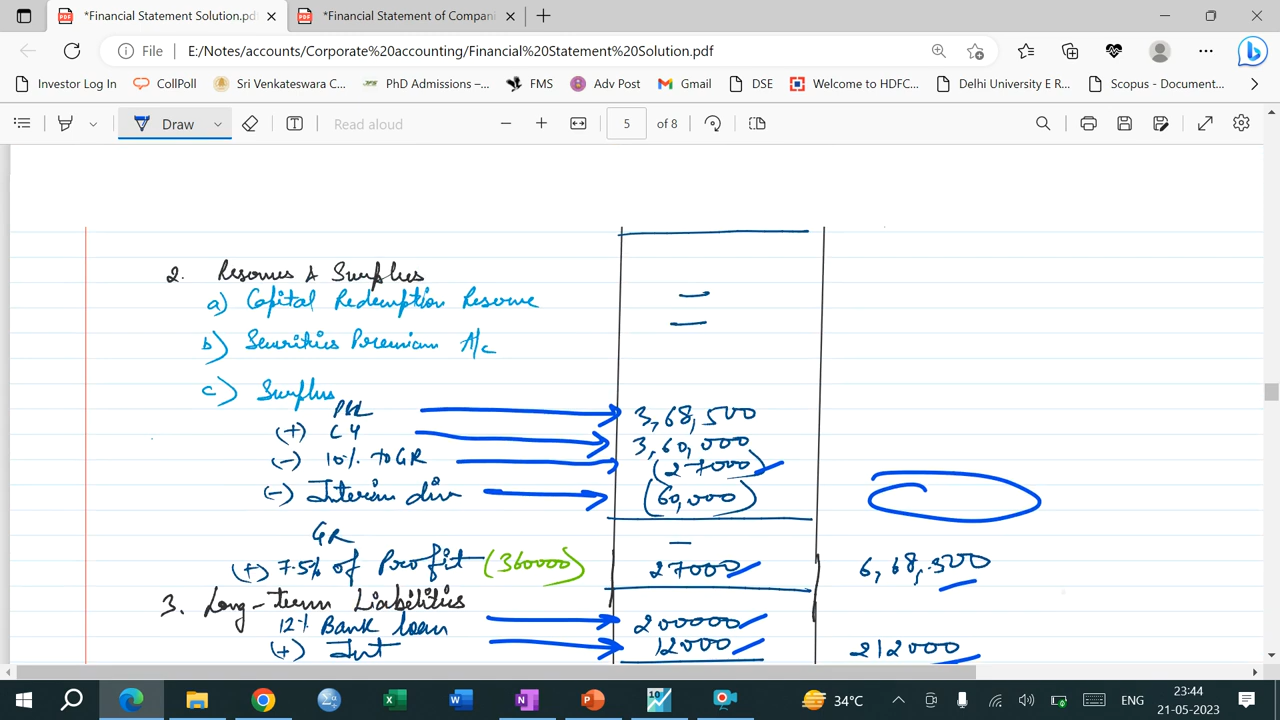 *Financial Statement Solution.pd
*Financial Statement of Compani
File
E:/Notes/accounts/Corporate%20accounting/Financial%20Statement%20Solution.pdf
Investor Log In
CollPoll
Sri Venkateswara C...
PhD Admissions –...
FMS
Adv Post
Gmail
DSE
Welcome to HDFC...
Delhi University E R...
Scopus - Document...
Draw
Read aloud
5 of 8
2. Reserves & Surplus
a) Capital Redemption Reserve
b) Securities Premium A/c
c) Surplus
P&L 3,68,500
(+) CY 3,60,000
(-) 10% to GR (27000)
(-) Interim div (60,000)
GR
(+) 7.5% of Profit (360000) 27000 6,68,500
3. Long-term Liabilities
12% Bank loan 200000
(+) Int 12000 212000
34°C
ENG
23:44
21-05-2023